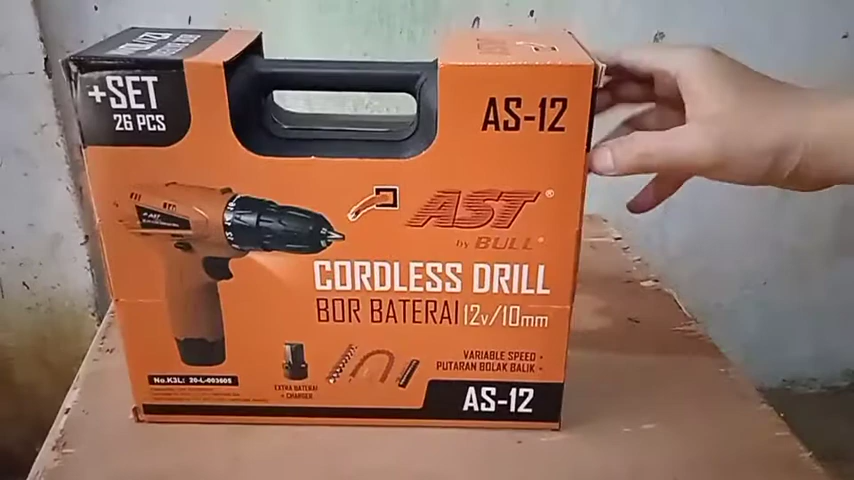 +SET
26 PCS
AS-12
AST®
by BULL
CORDLESS DRILL
BOR BATERAI 12v/10mm
VARIABLE SPEED
PUTARAN BOLAK BALIK
No.K3L: 20-L-003605
EXTRA BATERAI
+ CHARGER
AS-12